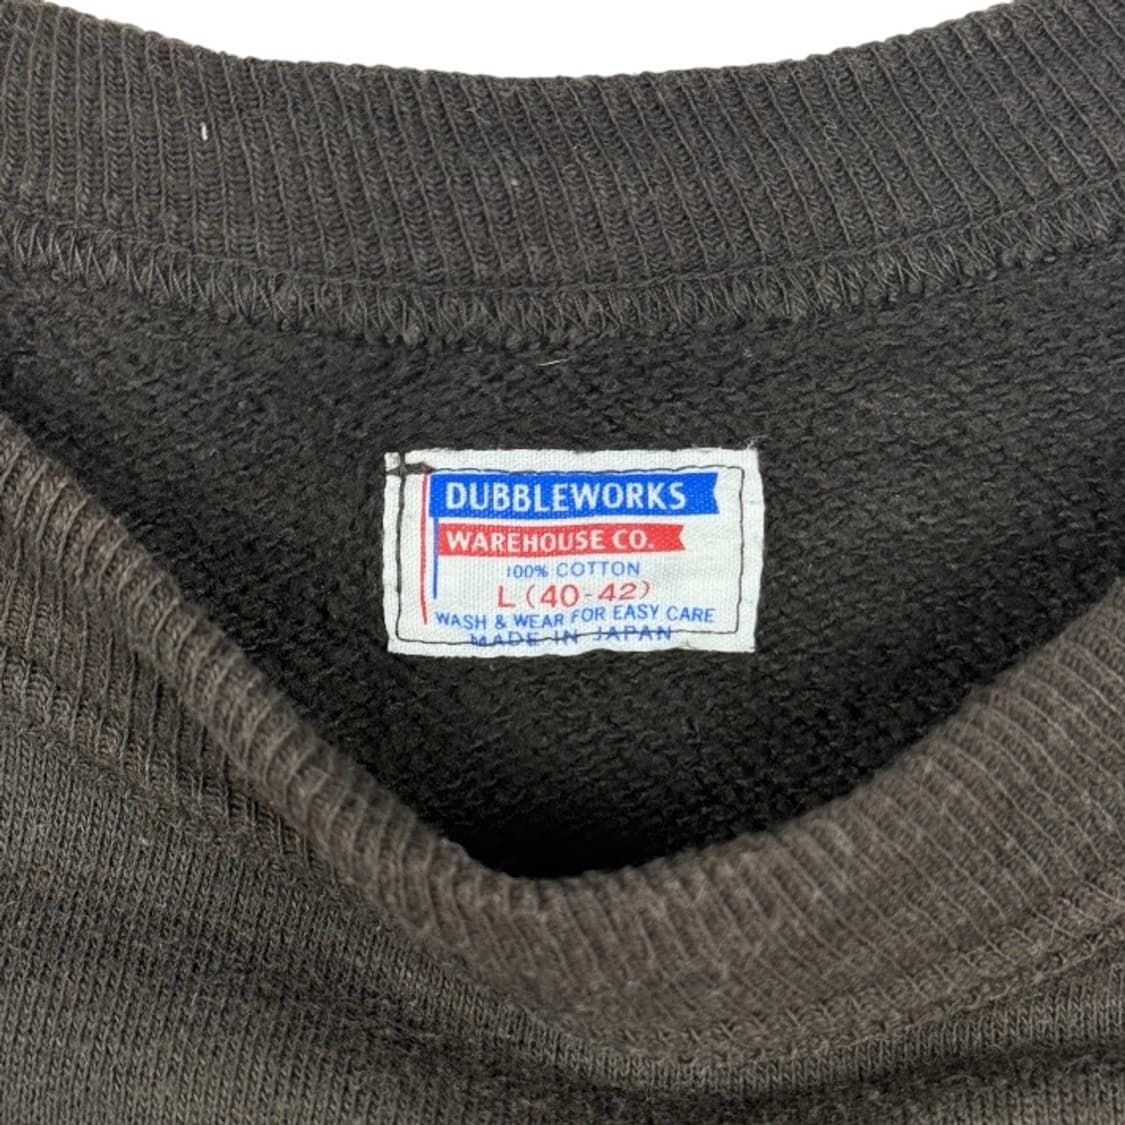 DUBBLEWORKS
WAREHOUSE CO.
100% COTTON
L (40-42)
WASH & WEAR FOR EASY CARE
MADE IN JAPAN